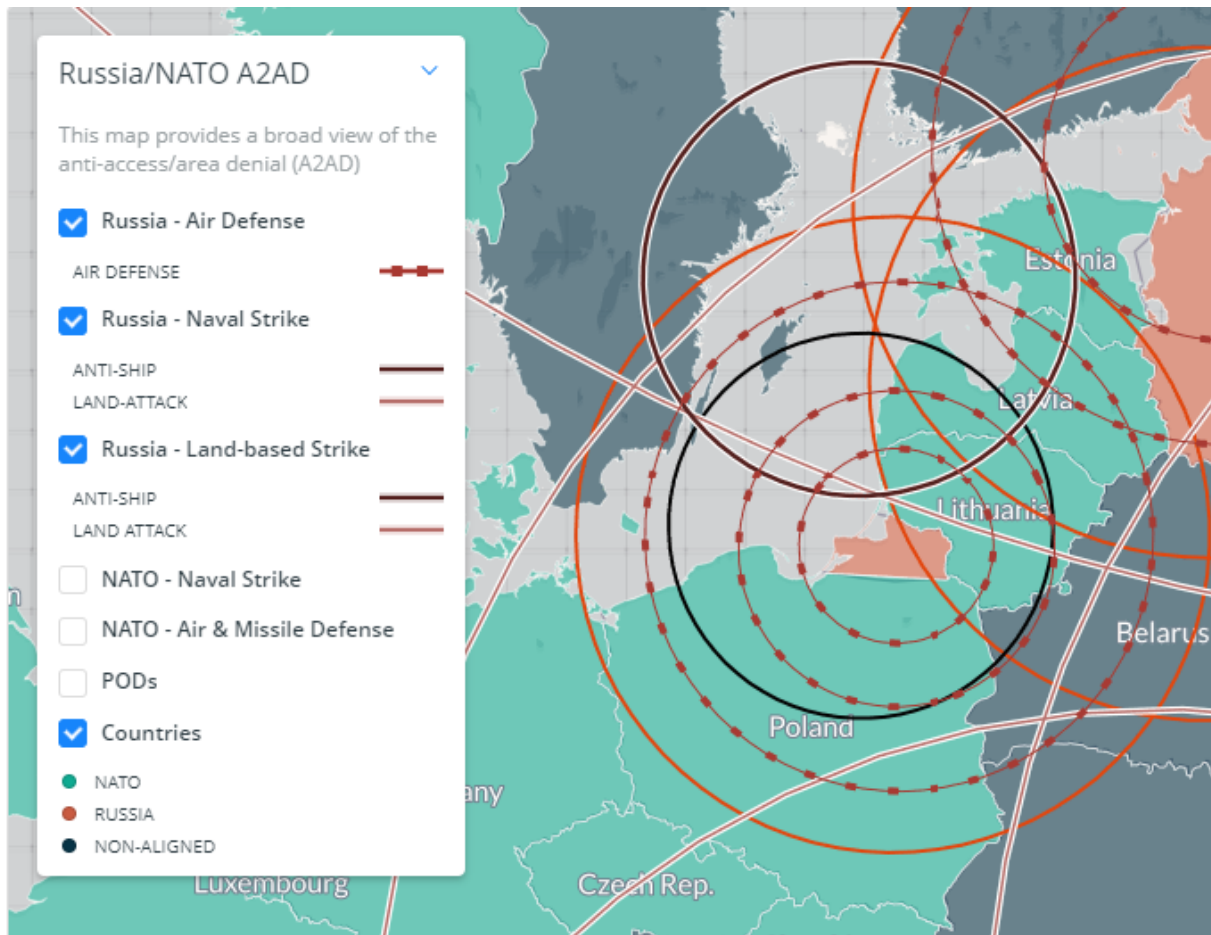 Russia/NATO A2AD
This map provides a broad view of the
anti-access/area denial (A2AD)
Russia - Air Defense
AIR DEFENSE
Russia - Naval Strike
ANTI-SHIP
LAND-ATTACK
Russia - Land-based Strike
ANTI-SHIP
LAND ATTACK
NATO - Naval Strike
NATO - Air & Missile Defense
PODs
Countries
NATO
RUSSIA
NON-ALIGNED
Estonia
Latvia
Lithuania
Belarus
Poland
any
Luxembourg
Czech Rep.